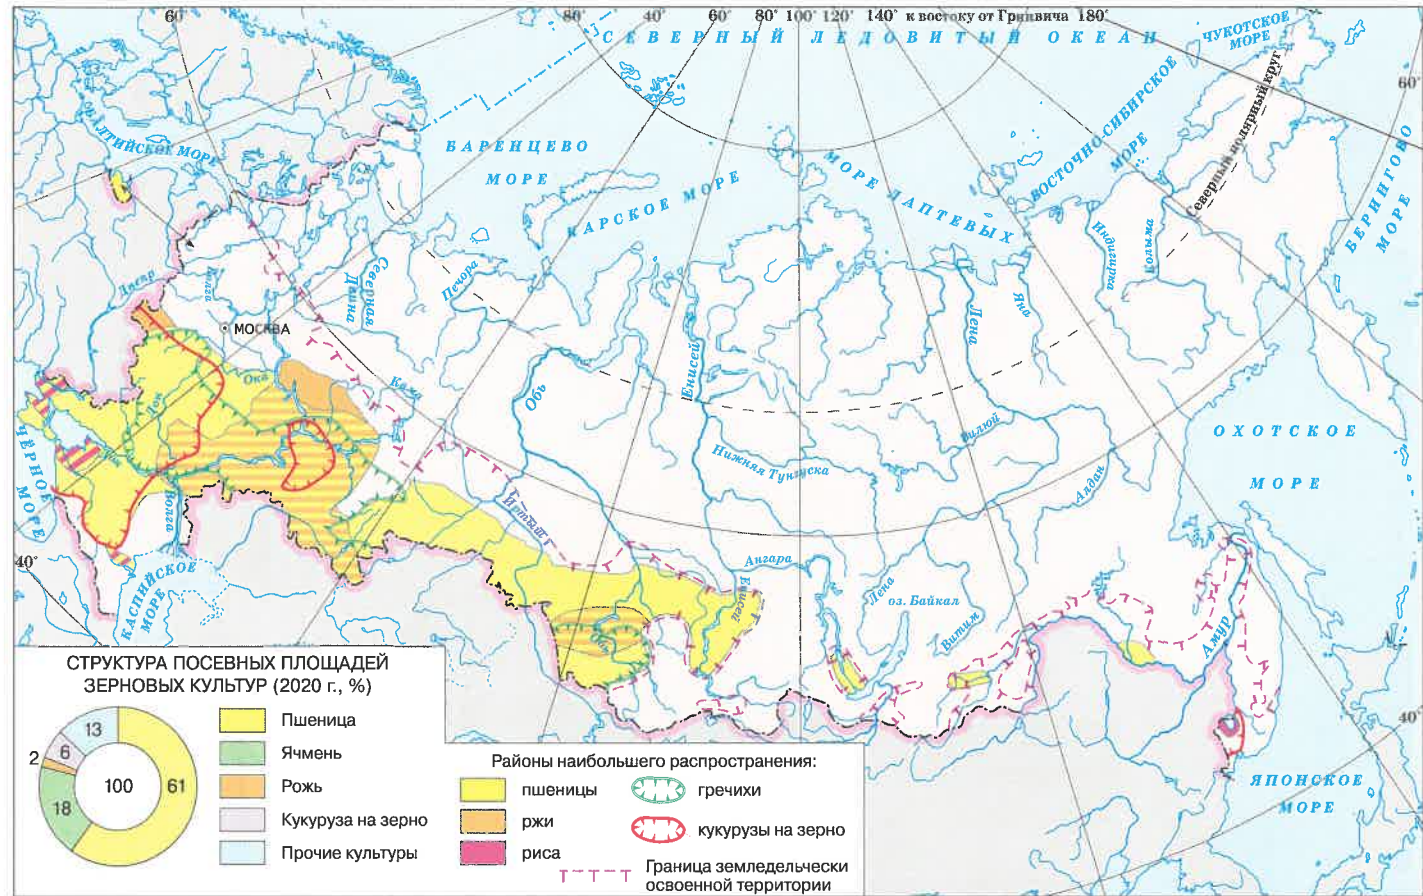 60°
80° 40° 60° 80° 100° 120° 140° к востоку от Гринвича 180°
СЕВЕРНЫЙ ЛЕДОВИТЫЙ ОКЕАН
ЧУКОТСКОЕ
МОРЕ
60°
Северный полярный круг
БЕРИНГОВО
МОРЕ
ВОСТОЧНО-СИБИРСКОЕ
МОРЕ
БАЛТИЙСКОЕ МОРЕ
БАРЕНЦЕВО
МОРЕ
КАРСКОЕ МОРЕ
МОРЕ ЛАПТЕВЫХ
Индигирка
Колыма
Днепр
Волга
Северная
Двина
Печора
Яна
Лена
МОСКВА
Енисей
Обь
Ока
Кама
Дон
Вилюй
ОХОТСКОЕ
МОРЕ
Нижняя Тунгуска
Алдан
ЧЁРНОЕ
МОРЕ
Волга
Иртыш
40°
КАСПИЙСКОЕ
МОРЕ
Ангара
Енисей
Лена
оз. Байкал
Витим
Обь
Амур
40°
ЯПОНСКОЕ
МОРЕ
СТРУКТУРА ПОСЕВНЫХ ПЛОЩАДЕЙ
ЗЕРНОВЫХ КУЛЬТУР (2020 г., %)
13
6
2
18
100
61
Пшеница
Ячмень
Рожь
Кукуруза на зерно
Прочие культуры
Районы наибольшего распространения:
пшеницы
ржи
риса
гречихи
кукурузы на зерно
Граница земледельчески
освоенной территории